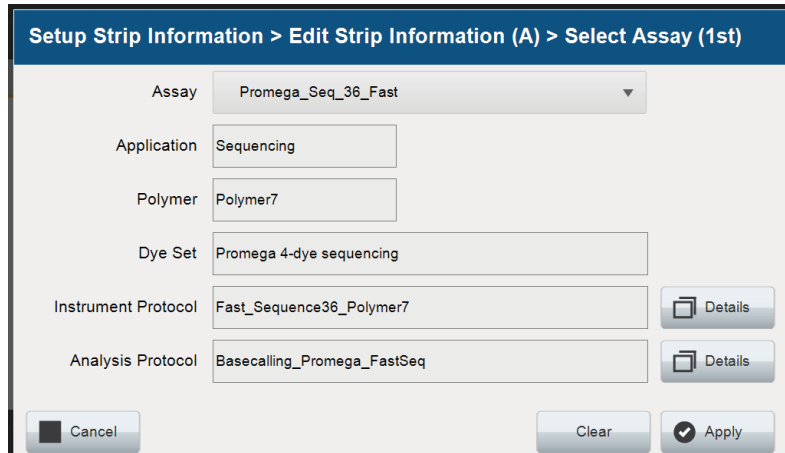 Setup Strip Information > Edit Strip Information (A) > Select Assay (1st)
Assay Promega_Seq_36_Fast
Application Sequencing
Polymer Polymer7
Dye Set Promega 4-dye sequencing
Instrument Protocol Fast_Sequence36_Polymer7 Details
Analysis Protocol Basecalling_Promega_FastSeq Details
Cancel Clear Apply